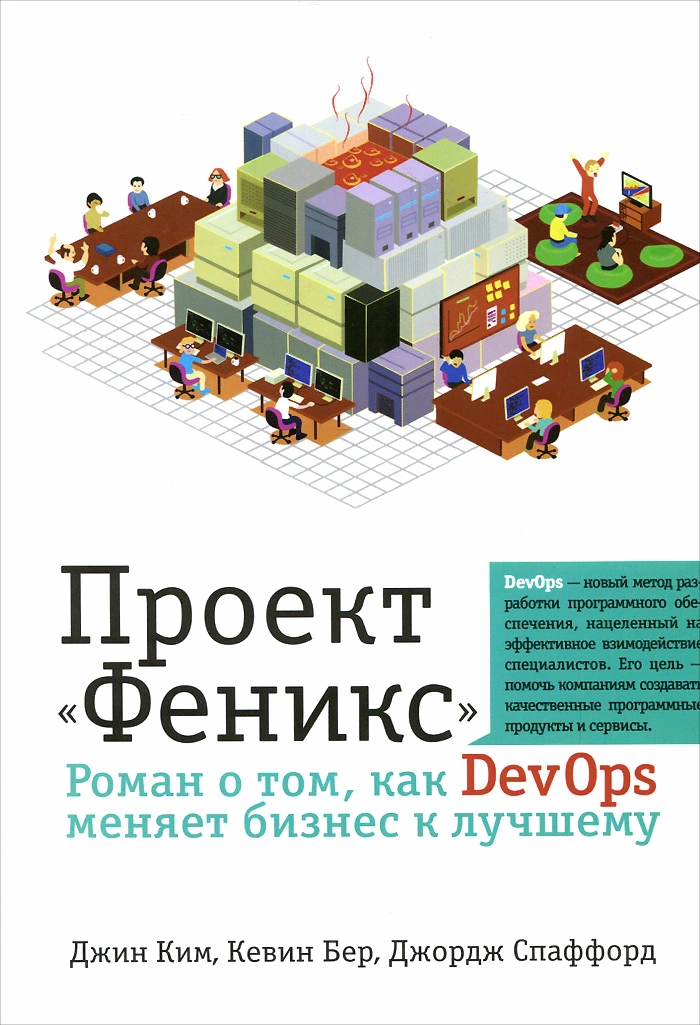 Проект
«Феникс»
DevOps — новый метод раз-
работки программного обе-
спечения, нацеленный на
эффективное взимодействие
специалистов. Его цель —
помочь компаниям создавать
качественные программные
продукты и сервисы.
Роман о том, как DevOps
меняет бизнес к лучшему
Джин Ким, Кевин Бер, Джордж Спаффорд